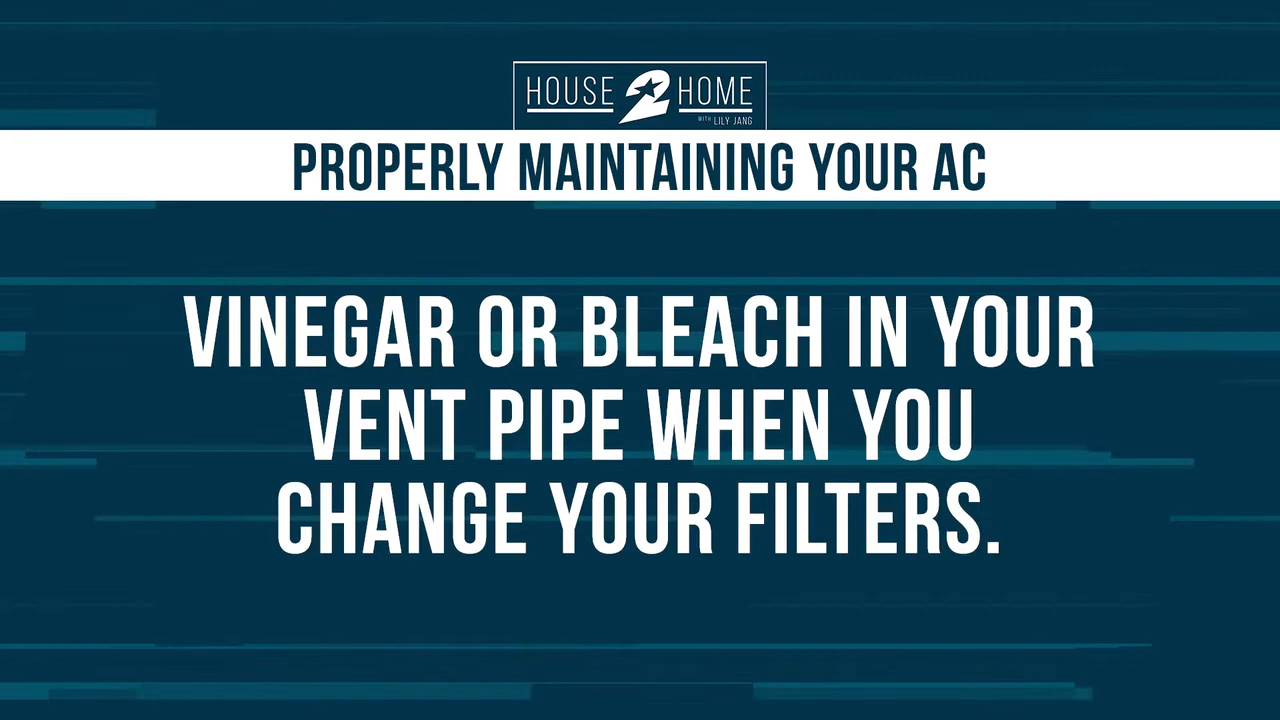 HOUSE 2 HOME
WITH LILY JANG
PROPERLY MAINTAINING YOUR AC
VINEGAR OR BLEACH IN YOUR
VENT PIPE WHEN YOU
CHANGE YOUR FILTERS.